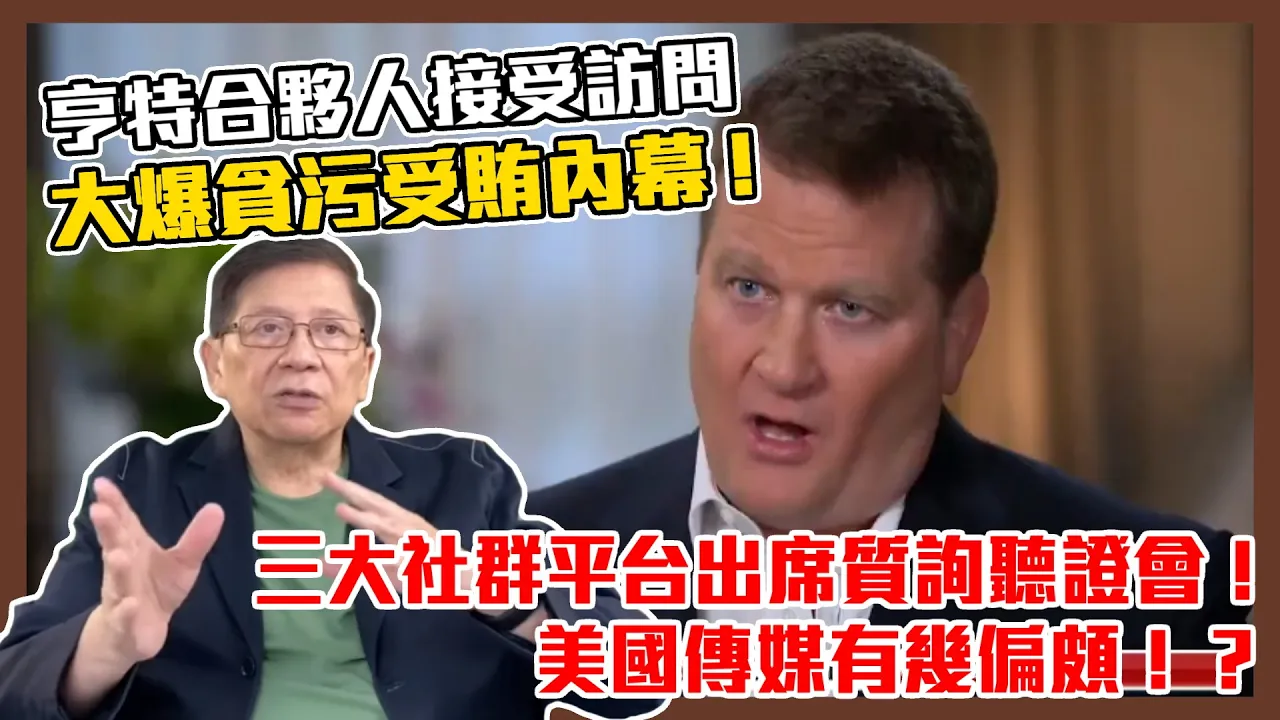 亨特合夥人接受訪問
大爆貪污受賄內幕！
三大社群平台出席質詢聽證會！
美國傳媒有幾偏頗！？